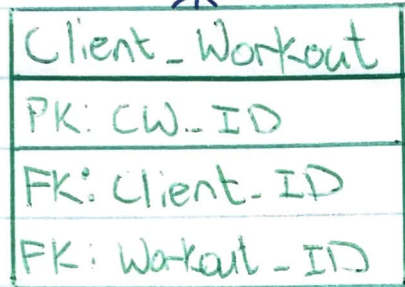 Client_Workout
PK: CW_ID
FK: Client_ID
FK: Workout_ID